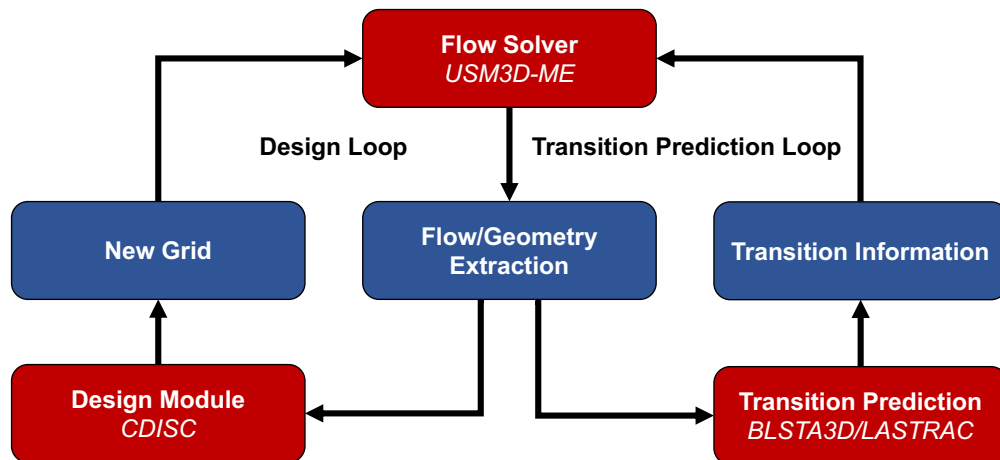 Flow Solver
USM3D-ME
Design Loop
Transition Prediction Loop
New Grid
Flow/Geometry
Extraction
Transition Information
Design Module
CDISC
Transition Prediction
BLSTA3D/LASTRAC